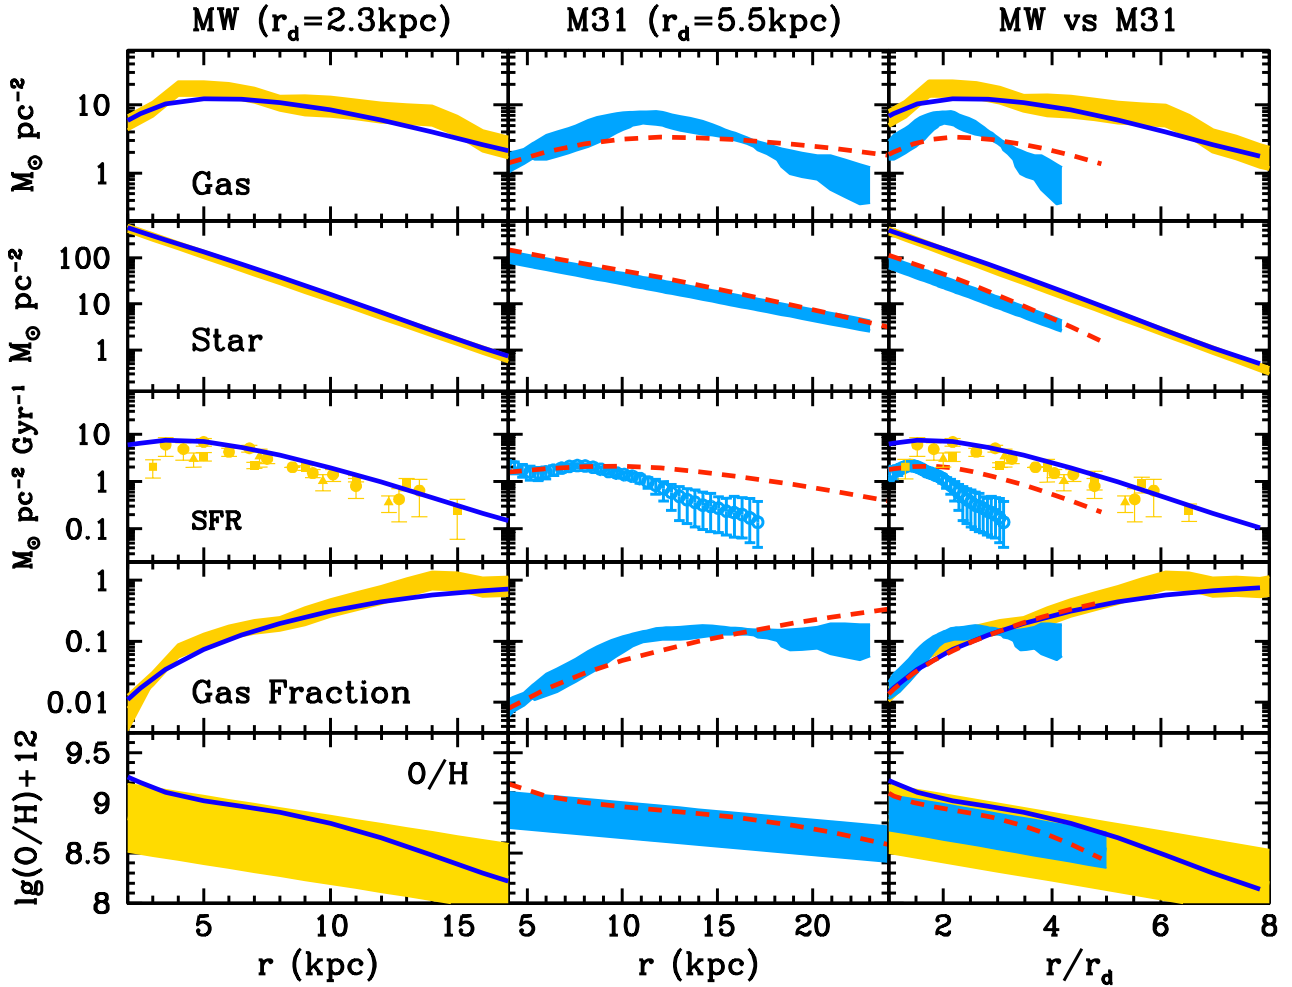 MW (r_d=2.3kpc) M31 (r_d=5.5kpc) MW vs M31
M⊙ pc⁻²
10
1
Gas
M⊙ pc⁻²
100
10
1
Star
M⊙ pc⁻² Gyr⁻¹
10
1
0.1
SFR
1
0.1
0.01
Gas Fraction
lg(O/H)+12
9.5
9
8.5
8
O/H
5 10 15 5 10 15 20 2 4 6 8
r (kpc) r (kpc) r/r_d